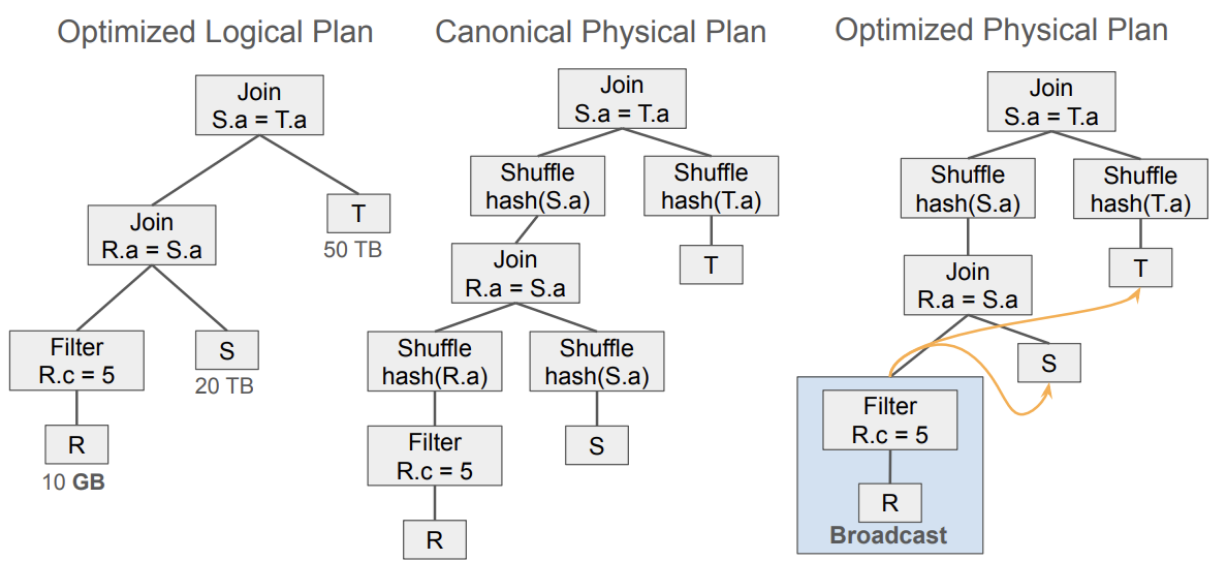 Optimized Logical Plan
Join
S.a = T.a
Join
R.a = S.a
T
50 TB
Filter
R.c = 5
S
20 TB
R
10 GB
Canonical Physical Plan
Join
S.a = T.a
Shuffle
hash(S.a)
Shuffle
hash(T.a)
Join
R.a = S.a
T
Shuffle
hash(R.a)
Shuffle
hash(S.a)
Filter
R.c = 5
S
R
Optimized Physical Plan
Join
S.a = T.a
Shuffle
hash(S.a)
Shuffle
hash(T.a)
Join
R.a = S.a
T
S
Filter
R.c = 5
R
Broadcast